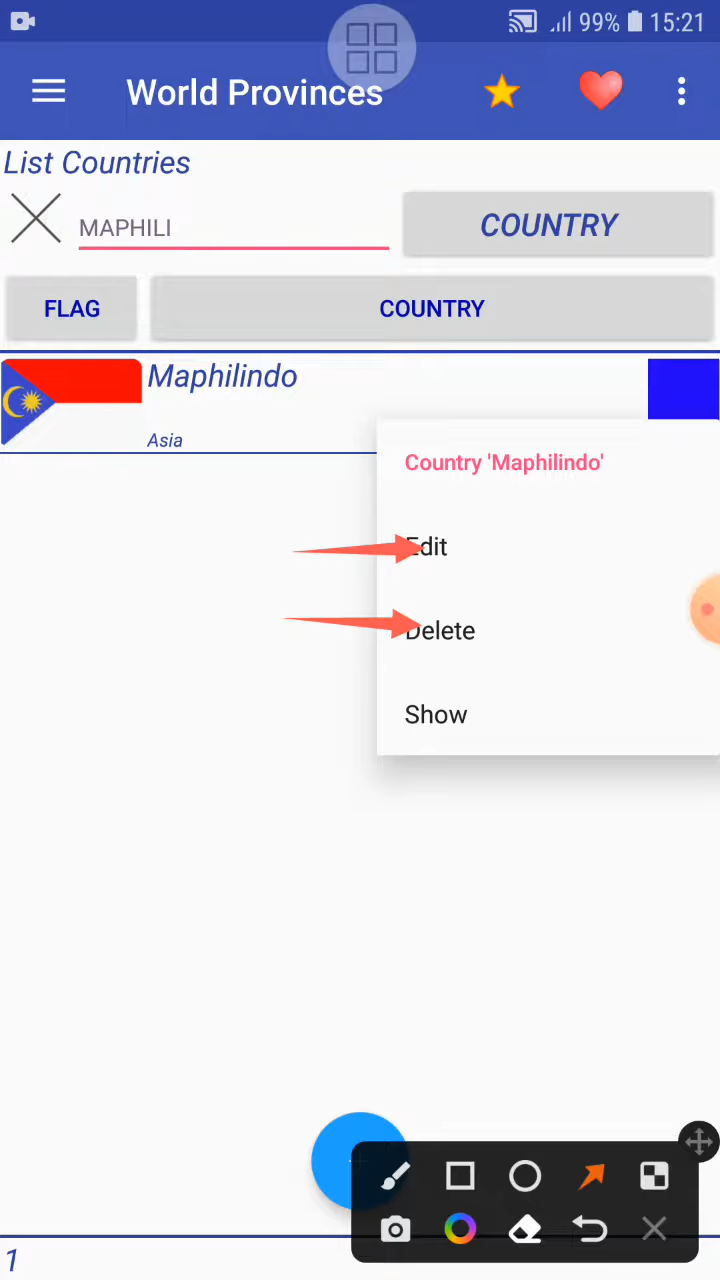 99% 15:21
World Provinces
List Countries
MAPHILI COUNTRY
FLAG COUNTRY
Maphilindo
Asia
Country 'Maphilindo'
Edit
Delete
Show
1